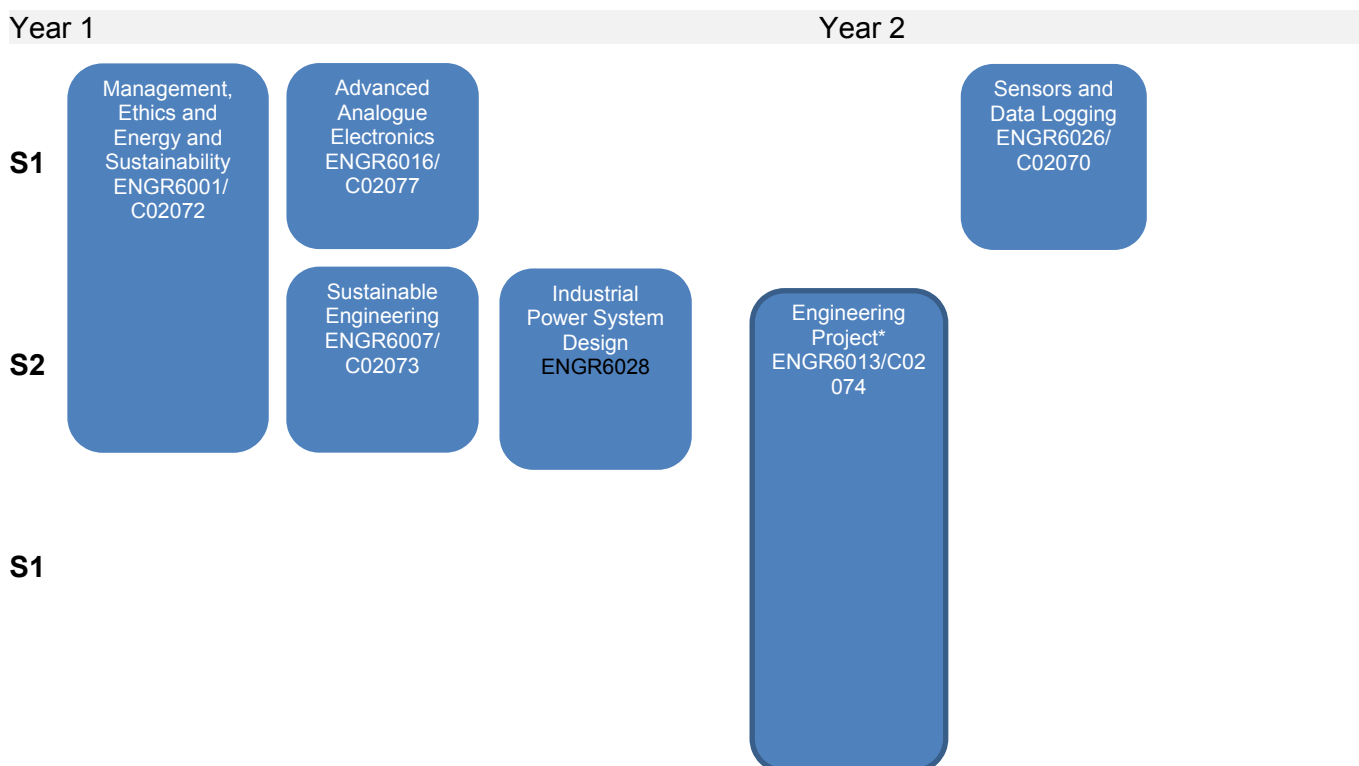 Year 1
Year 2
S1
Management,
Ethics and
Energy and
Sustainability
ENGR6001/
C02072
Advanced
Analogue
Electronics
ENGR6016/
C02077
Sensors and
Data Logging
ENGR6026/
C02070
S2
Sustainable
Engineering
ENGR6007/
C02073
Industrial
Power System
Design
ENGR6028
Engineering
Project*
ENGR6013/C02
074
S1